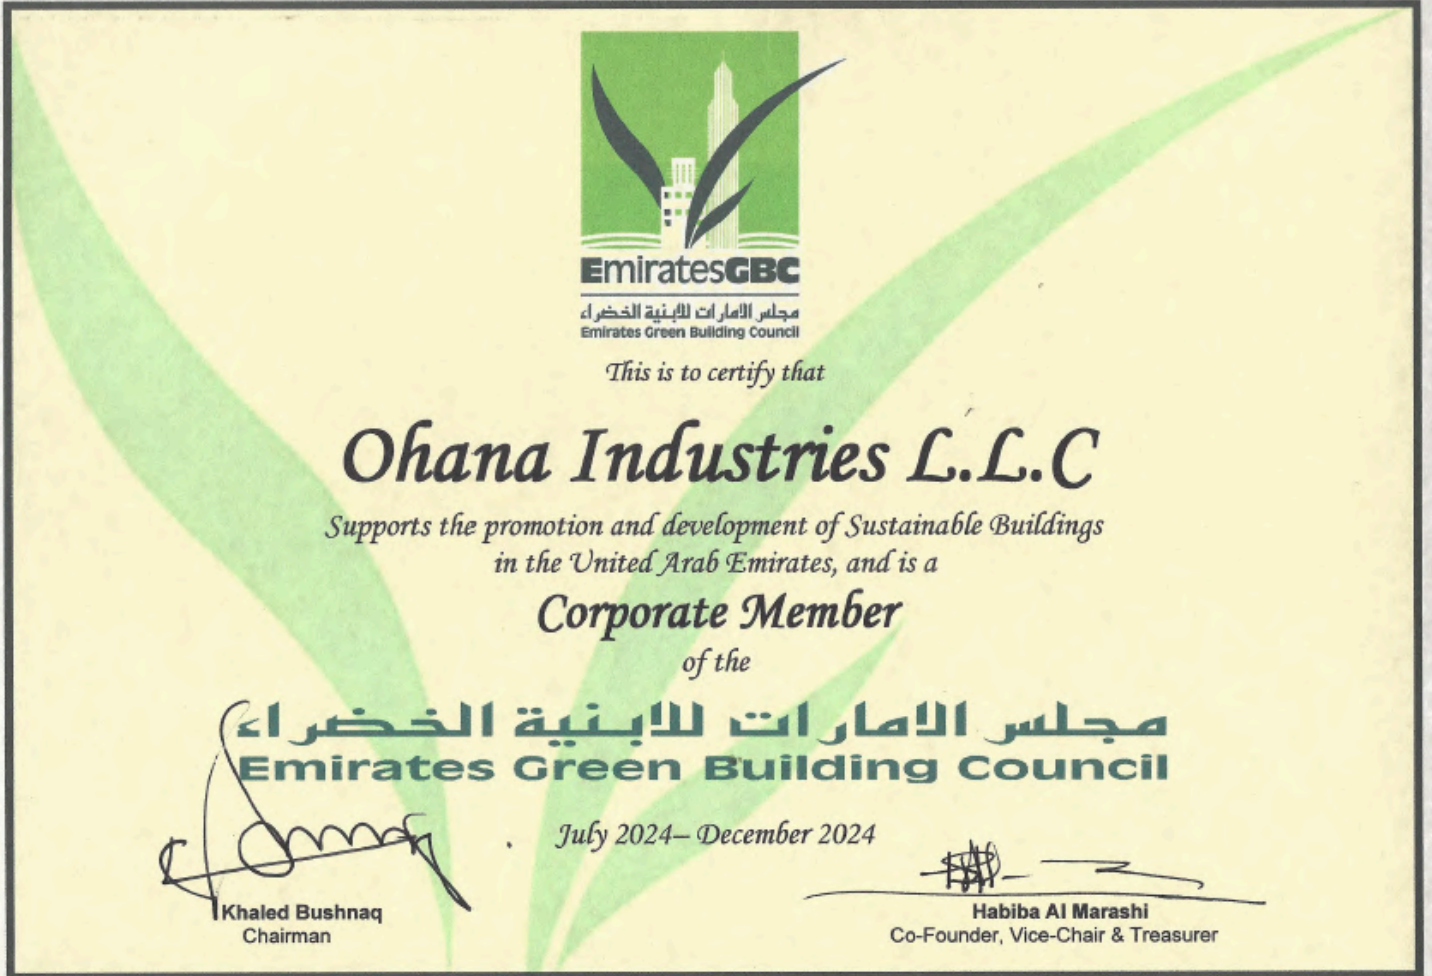 EmiratesGBC
مجلس الامارات للابنية الخضراء
Emirates Green Building Council
This is to certify that
Ohana Industries L.L.C
Supports the promotion and development of Sustainable Buildings
in the United Arab Emirates, and is a
Corporate Member
of the
مجلس الامارات للابنية الخضراء
Emirates Green Building Council
July 2024– December 2024
Khaled Bushnaq
Chairman
Habiba Al Marashi
Co-Founder, Vice-Chair & Treasurer